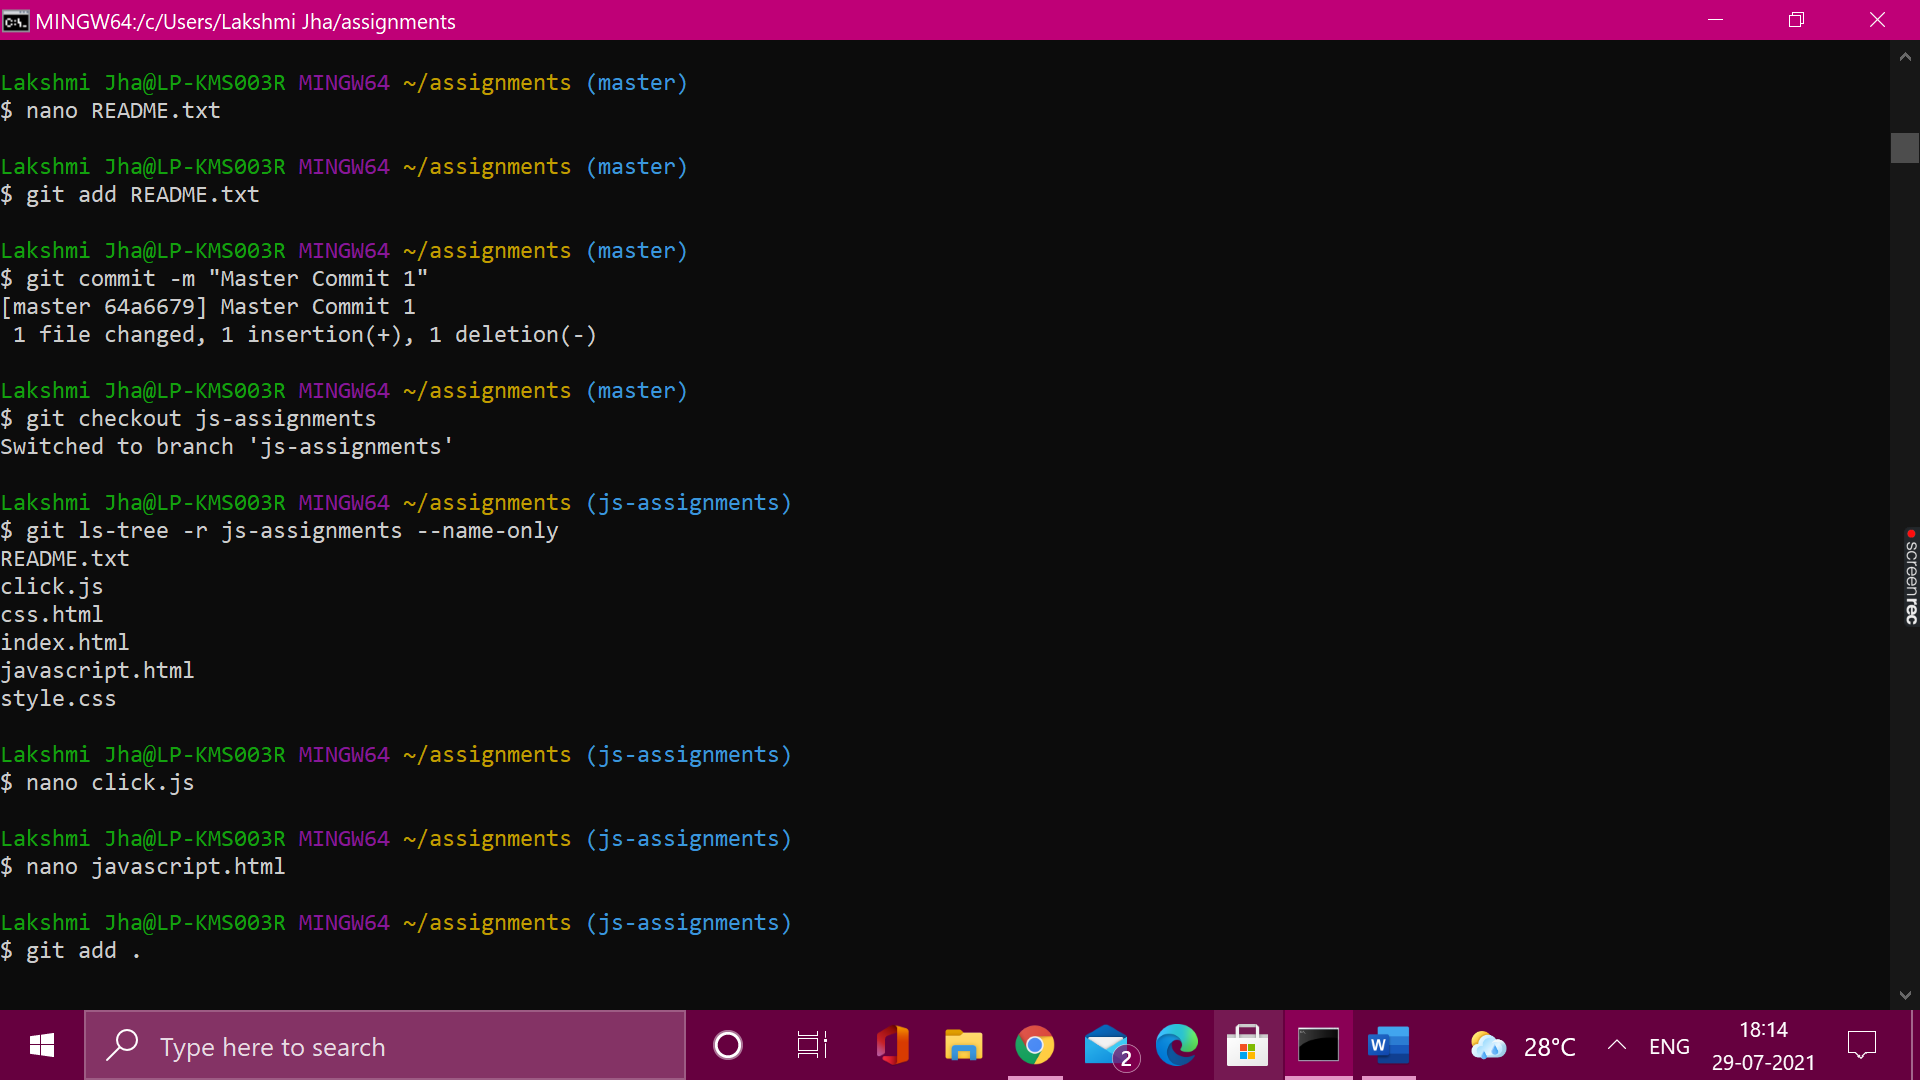 MINGW64:/c/Users/Lakshmi Jha/assignments
Lakshmi Jha@LP-KMS003R MINGW64 ~/assignments (master)
$ nano README.txt
Lakshmi Jha@LP-KMS003R MINGW64 ~/assignments (master)
$ git add README.txt
Lakshmi Jha@LP-KMS003R MINGW64 ~/assignments (master)
$ git commit -m "Master Commit 1"
[master 64a6679] Master Commit 1
 1 file changed, 1 insertion(+), 1 deletion(-)
Lakshmi Jha@LP-KMS003R MINGW64 ~/assignments (master)
$ git checkout js-assignments
Switched to branch 'js-assignments'
Lakshmi Jha@LP-KMS003R MINGW64 ~/assignments (js-assignments)
$ git ls-tree -r js-assignments --name-only
README.txt
click.js
css.html
index.html
javascript.html
style.css
Lakshmi Jha@LP-KMS003R MINGW64 ~/assignments (js-assignments)
$ nano click.js
Lakshmi Jha@LP-KMS003R MINGW64 ~/assignments (js-assignments)
$ nano javascript.html
Lakshmi Jha@LP-KMS003R MINGW64 ~/assignments (js-assignments)
$ git add .
screenrec
Type here to search
2
W
28°C
ENG
18:14
29-07-2021